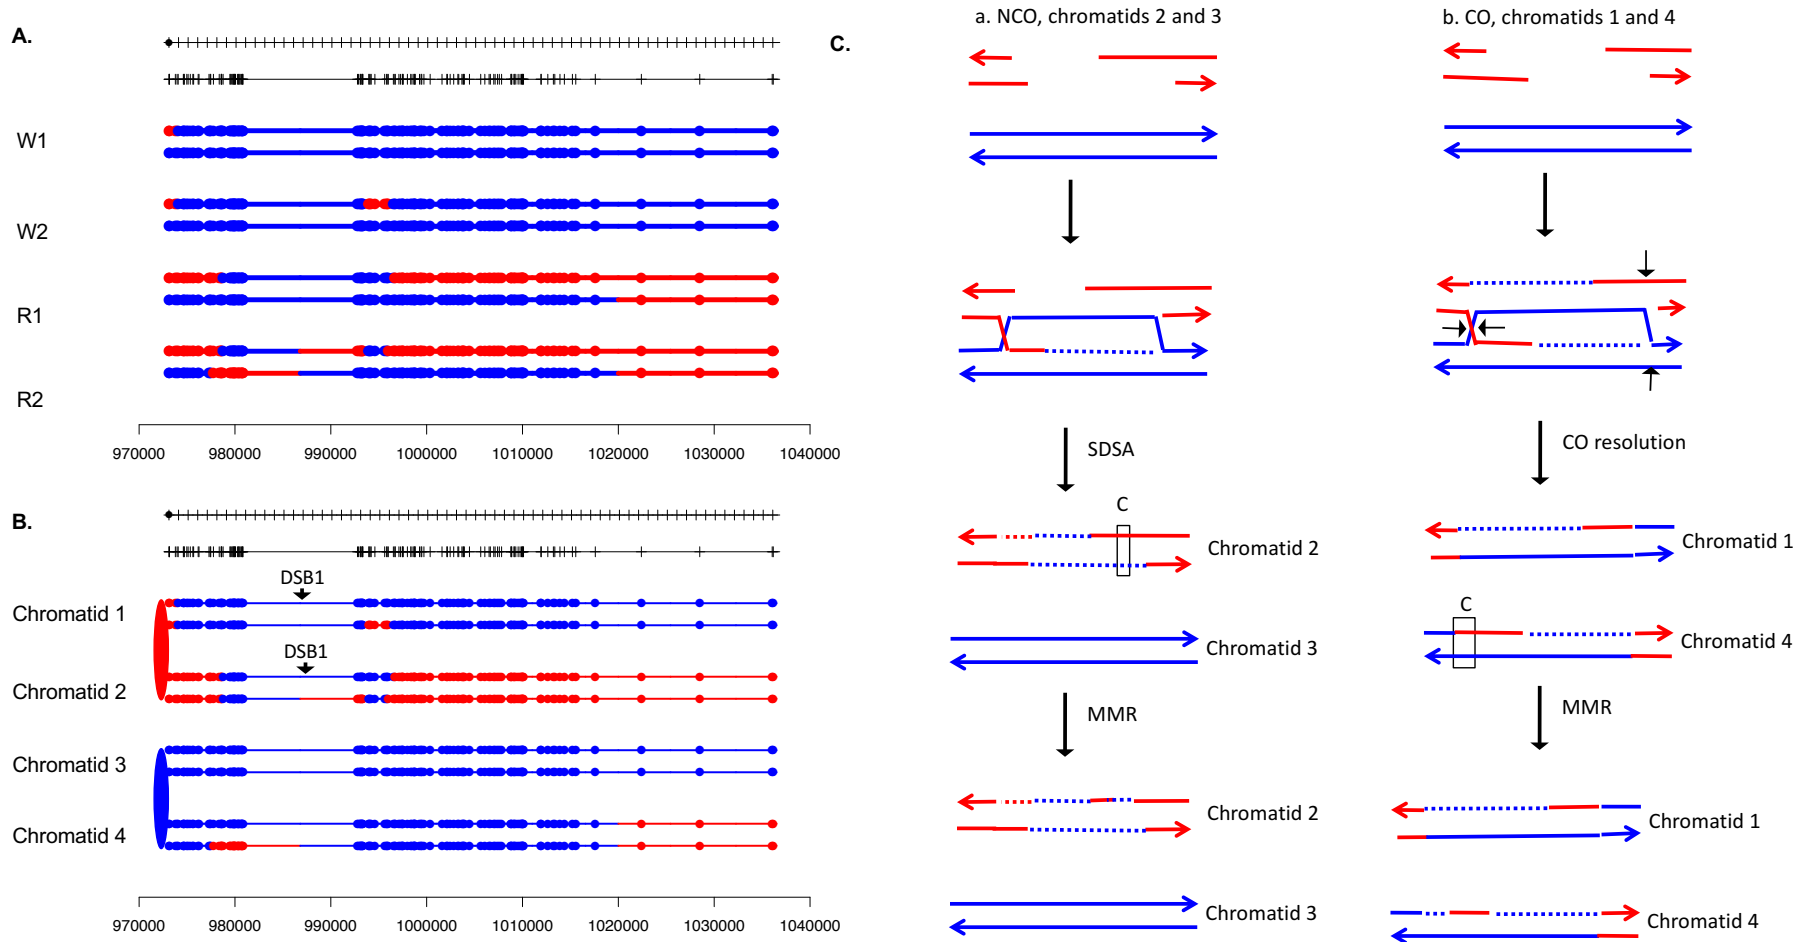 A.
W1
W2
R1
R2
970000 980000 990000 1000000 1010000 1020000 1030000 1040000
B.
DSB1
Chromatid 1
DSB1
Chromatid 2
Chromatid 3
Chromatid 4
970000 980000 990000 1000000 1010000 1020000 1030000 1040000
C.
a. NCO, chromatids 2 and 3
SDSA
C
Chromatid 2
Chromatid 3
MMR
Chromatid 2
Chromatid 3
b. CO, chromatids 1 and 4
CO resolution
Chromatid 1
C
Chromatid 4
MMR
Chromatid 1
Chromatid 4